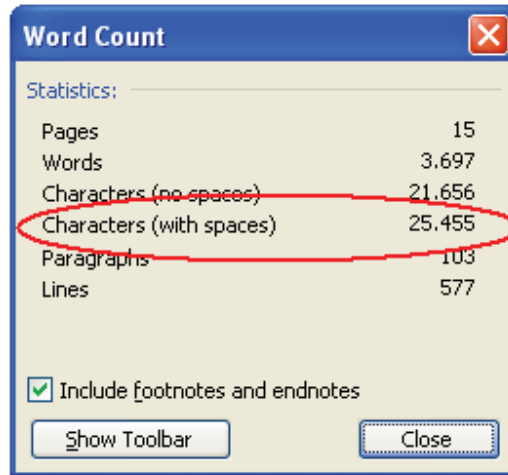 Word Count
Statistics:
Pages 15
Words 3.697
Characters (no spaces) 21.656
Characters (with spaces) 25.455
Paragraphs 103
Lines 577
Include footnotes and endnotes
Show Toolbar Close